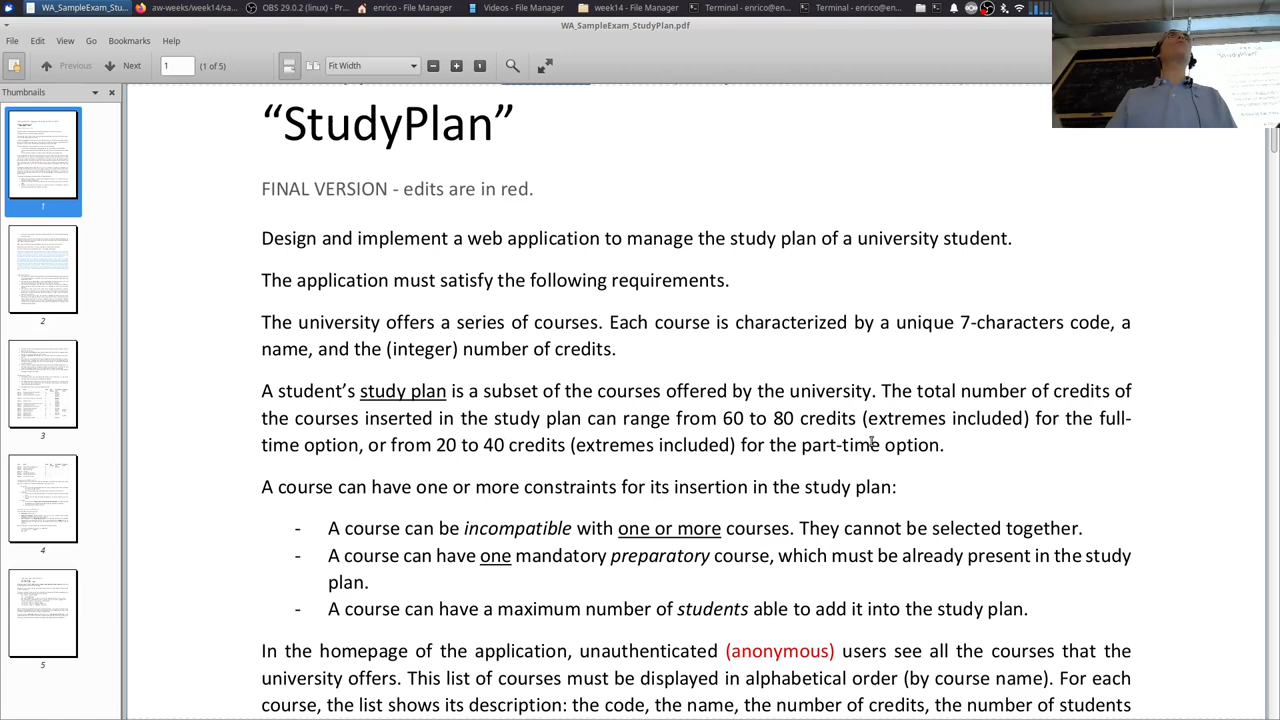 WA_SampleExam_StudyPlan....
aw-weeks/week14/sa...
OBS 29.0.2 (linux) - Pro...
enrico - File Manager
Videos - File Manager
week14 - File Manager
Terminal - enrico@en...
Terminal - enrico@en...
WA_SampleExam_StudyPlan.pdf
File Edit View Go Bookmarks Help
Previous Next 1 (1 of 5) Fit Width
Thumbnails
1
2
3
4
5
“StudyPlan”
FINAL VERSION - edits are in red.
Design and implement a web application to manage the study plan of a university student.
The application must satisfy the following requirements.
The university offers a series of courses. Each course is characterized by a unique 7-characters code, a
name, and the (integer) number of credits.
A student’s study plan is a subset of the courses offered by the university. The total number of credits of
the courses inserted in the study plan can range from 60 to 80 credits (extremes included) for the full-
time option, or from 20 to 40 credits (extremes included) for the part-time option.
A course can have one or more constraints for its insertion in the study plan:
- A course can be incompatible with one or more courses. They cannot be selected together.
- A course can have one mandatory preparatory course, which must be already present in the study
plan.
- A course can have a maximum number of students able to add it into the study plan.
In the homepage of the application, unauthenticated (anonymous) users see all the courses that the
university offers. This list of courses must be displayed in alphabetical order (by course name). For each
course, the list shows its description: the code, the name, the number of credits, the number of students